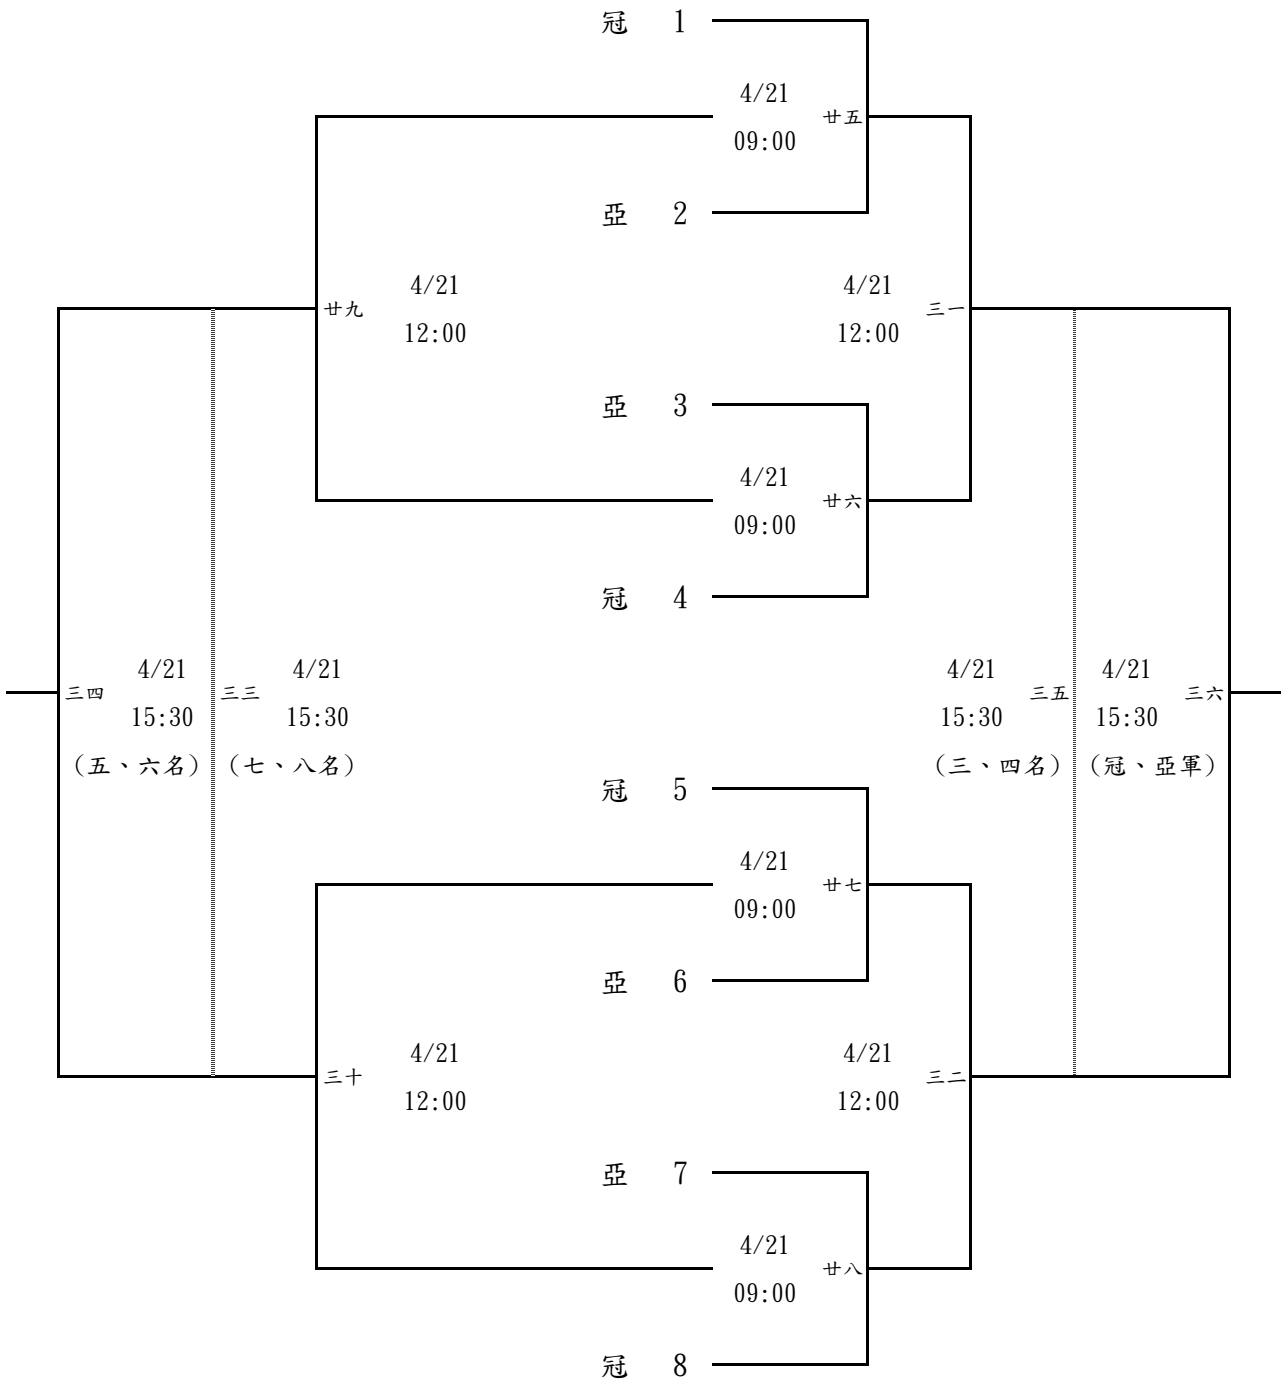 冠 1
4/21
廿五
09:00
亞 2
4/21 4/21
廿九 三一
12:00 12:00
亞 3
4/21
廿六
09:00
冠 4
4/21 4/21 4/21 4/21
三四 三三 三五 三六
15:30 15:30 15:30 15:30
(五、六名) (七、八名) (三、四名) (冠、亞軍)
冠 5
4/21
廿七
09:00
亞 6
4/21 4/21
三十 三二
12:00 12:00
亞 7
4/21
廿八
09:00
冠 8